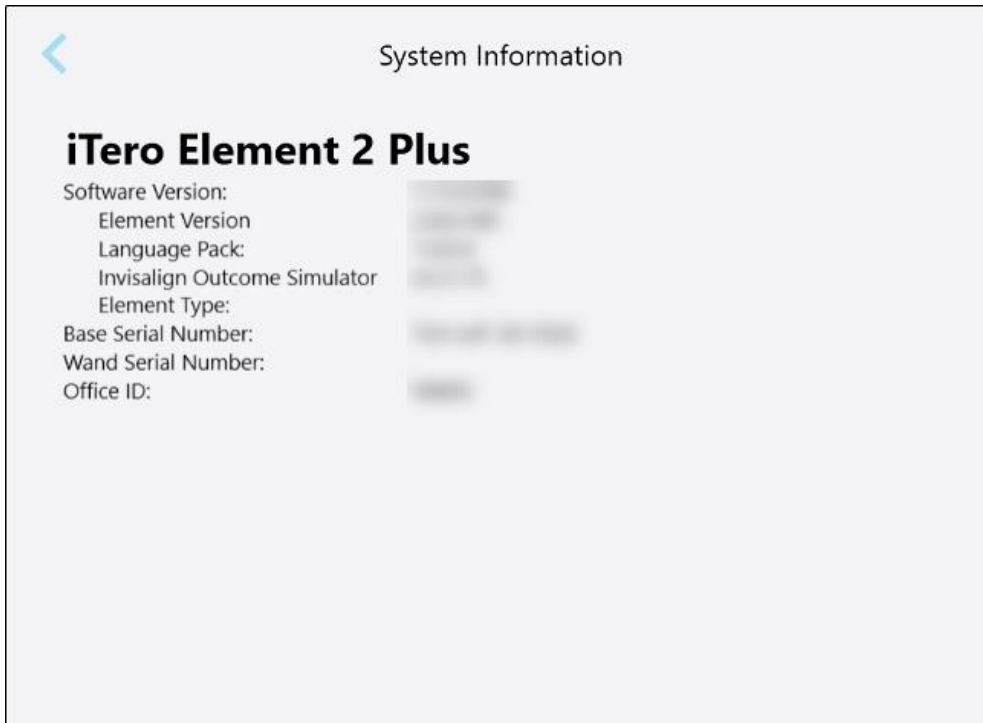 System Information
iTero Element 2 Plus
Software Version:
Element Version
Language Pack:
Invisalign Outcome Simulator
Element Type:
Base Serial Number:
Wand Serial Number:
Office ID: